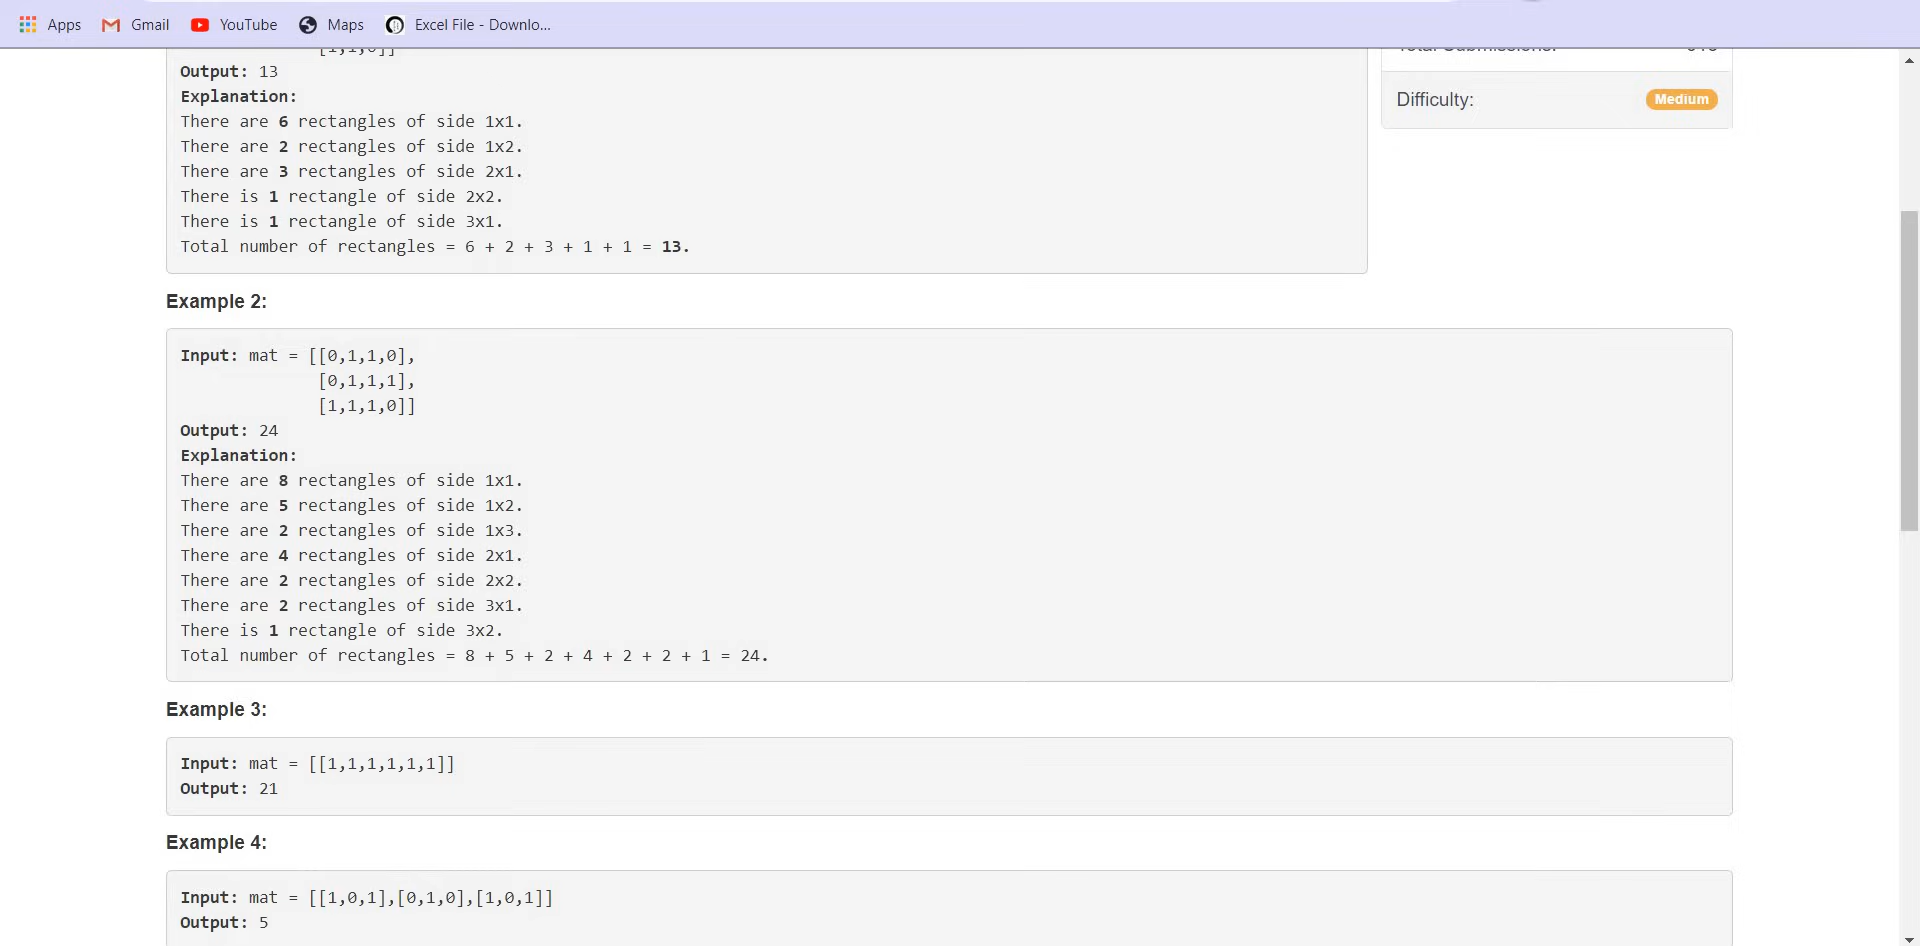 Apps Gmail YouTube Maps Excel File - Downlo...
[1,1,0]]
Output: 13
Explanation:
There are 6 rectangles of side 1x1.
There are 2 rectangles of side 1x2.
There are 3 rectangles of side 2x1.
There is 1 rectangle of side 2x2.
There is 1 rectangle of side 3x1.
Total number of rectangles = 6 + 2 + 3 + 1 + 1 = 13.
Total Submissions:
Difficulty: Medium
Example 2:
Input: mat = [[0,1,1,0],
[0,1,1,1],
[1,1,1,0]]
Output: 24
Explanation:
There are 8 rectangles of side 1x1.
There are 5 rectangles of side 1x2.
There are 2 rectangles of side 1x3.
There are 4 rectangles of side 2x1.
There are 2 rectangles of side 2x2.
There are 2 rectangles of side 3x1.
There is 1 rectangle of side 3x2.
Total number of rectangles = 8 + 5 + 2 + 4 + 2 + 2 + 1 = 24.
Example 3:
Input: mat = [[1,1,1,1,1,1]]
Output: 21
Example 4:
Input: mat = [[1,0,1],[0,1,0],[1,0,1]]
Output: 5